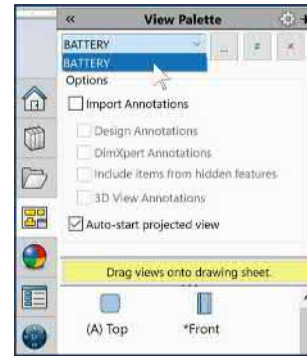 « View Palette
BATTERY ...
BATTERY
Options
Import Annotations
Design Annotations
DimXpert Annotations
Include items from hidden features
3D View Annotations
Auto-start projected view
Drag views onto drawing sheet.
(A) Top *Front